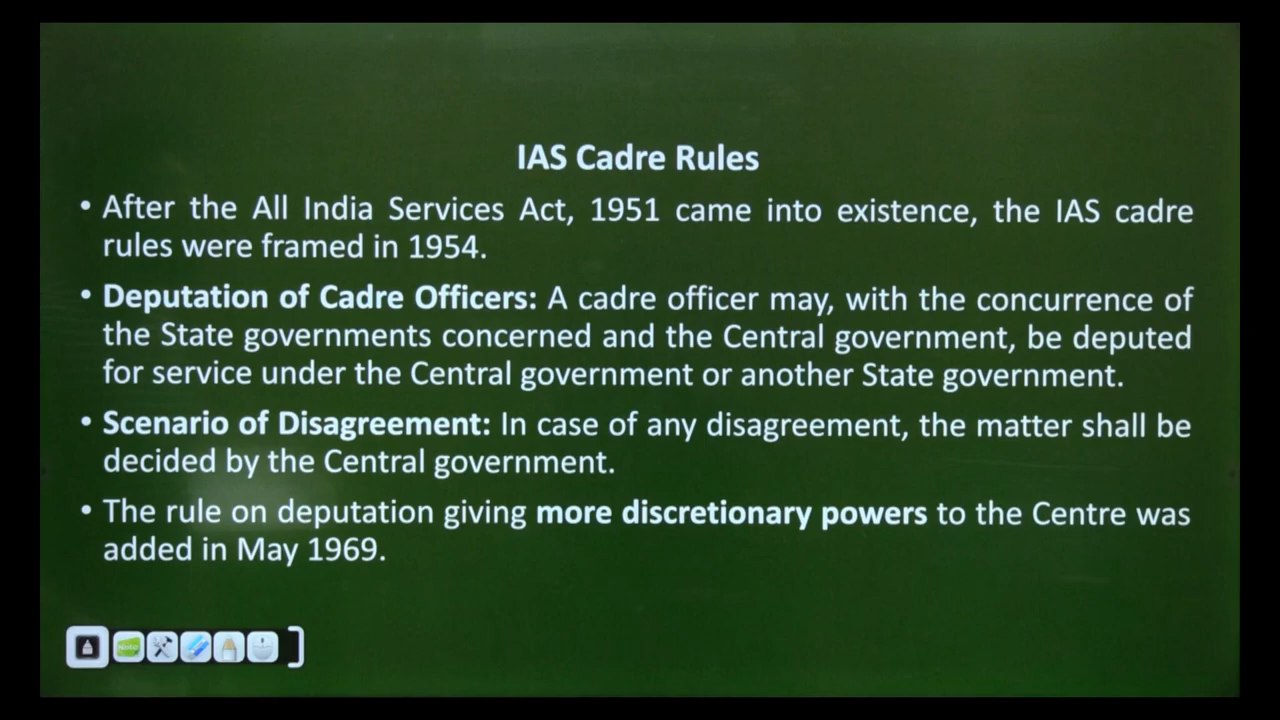 IAS Cadre Rules
• After the All India Services Act, 1951 came into existence, the IAS cadre
rules were framed in 1954.
• Deputation of Cadre Officers: A cadre officer may, with the concurrence of
the State governments concerned and the Central government, be deputed
for service under the Central government or another State government.
• Scenario of Disagreement: In case of any disagreement, the matter shall be
decided by the Central government.
• The rule on deputation giving more discretionary powers to the Centre was
added in May 1969.